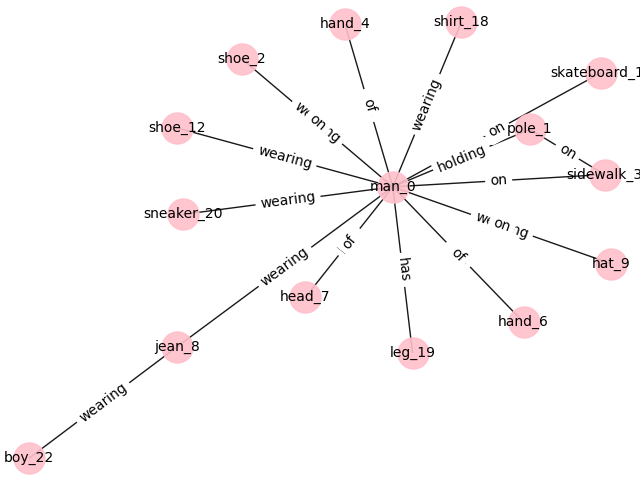 hand_4
shirt_18
shoe_2
skateboard_1
wearing
of
on
shoe_12
pole_1
on
wearing
holding
sidewalk_3
man_0
on
wearing
sneaker_20
on
of
of
wearing
has
hat_9
head_7
hand_6
jean_8
leg_19
wearing
boy_22